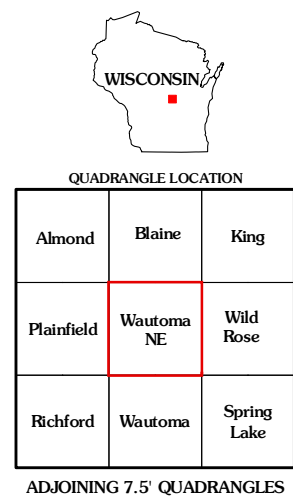 WISCONSIN
QUADRANGLE LOCATION
Almond
Blaine
King
Plainfield
Wautoma
NE
Wild
Rose
Richford
Wautoma
Spring
Lake
ADJOINING 7.5' QUADRANGLES